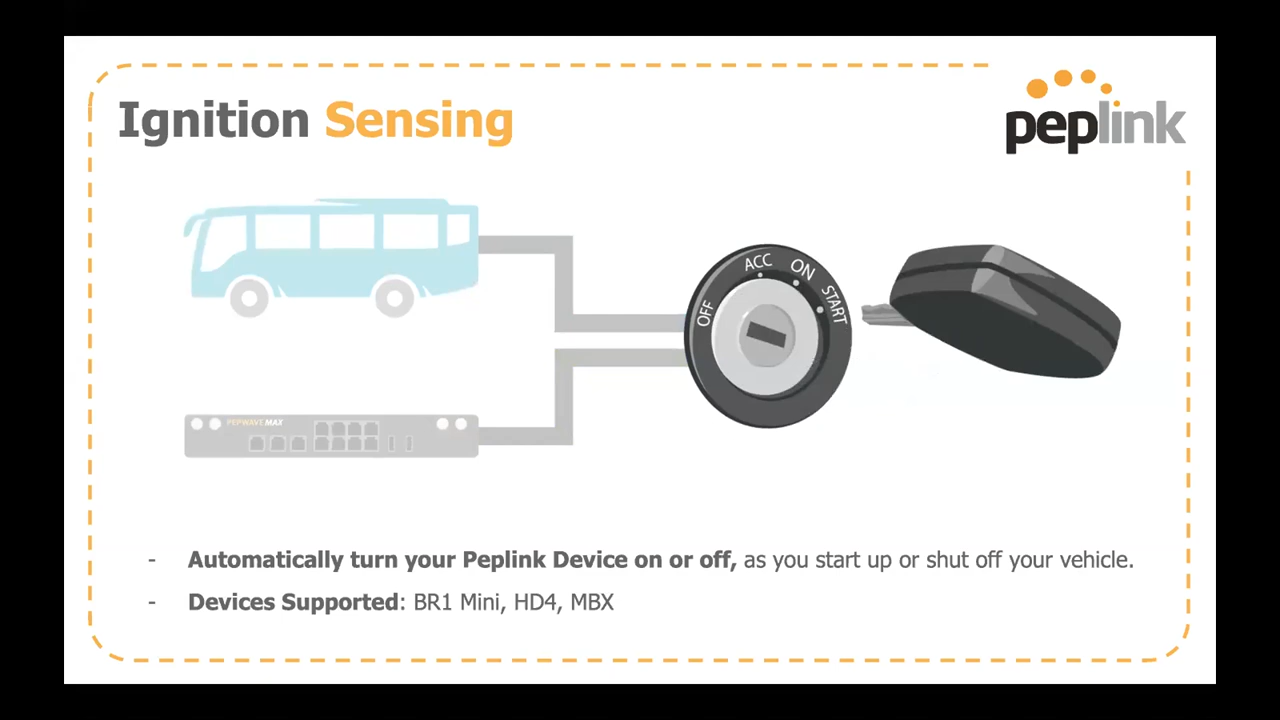 Ignition Sensing
peplink
OFF
ACC
ON
START
PEPWAVE MAX
- Automatically turn your Peplink Device on or off, as you start up or shut off your vehicle.
- Devices Supported: BR1 Mini, HD4, MBX